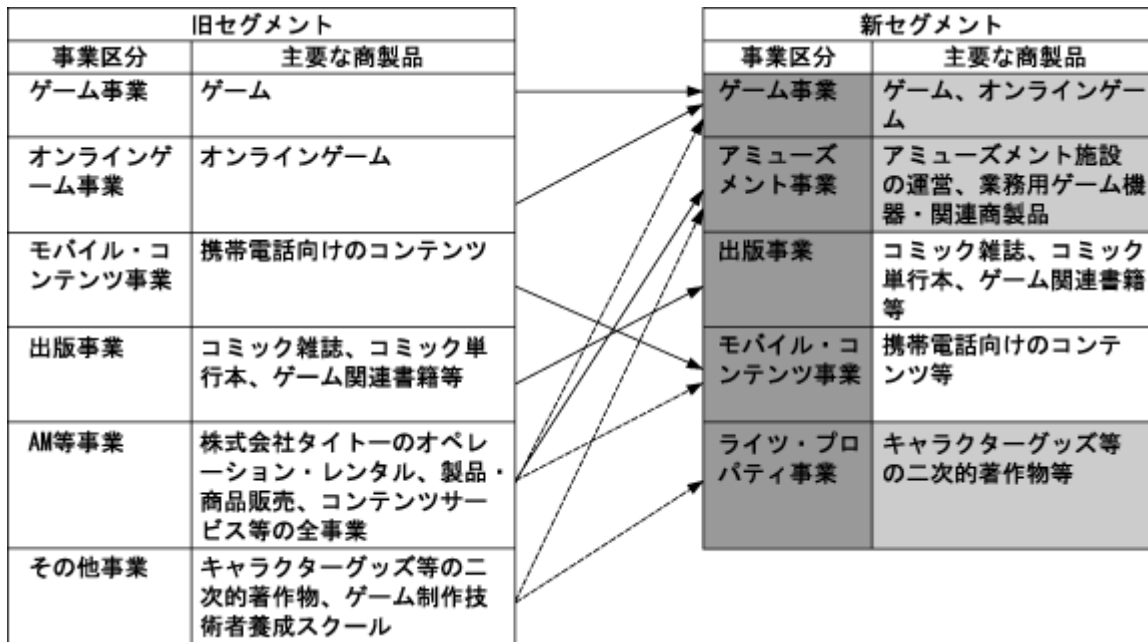 旧セグメント
事業区分
主要な商製品
ゲーム事業
ゲーム
オンラインゲ
ーム事業
オンラインゲーム
モバイル・コ
ンテンツ事業
携帯電話向けのコンテンツ
出版事業
コミック雑誌、コミック単
行本、ゲーム関連書籍等
AM等事業
株式会社タイトーのオペレ
ーション・レンタル、製品・
商品販売、コンテンツサー
ビス等の全事業
その他事業
キャラクターグッズ等の二
次的著作物、ゲーム制作技
術者養成スクール
新セグメント
事業区分
主要な商製品
ゲーム事業
ゲーム、オンラインゲー
ム
アミューズ
メント事業
アミューズメント施設
の運営、業務用ゲーム機
器・関連商製品
出版事業
コミック雑誌、コミック
単行本、ゲーム関連書籍
等
モバイル・コ
ンテンツ事業
携帯電話向けのコンテ
ンツ等
ライツ・プロ
パティ事業
キャラクターグッズ等
の二次的著作物等